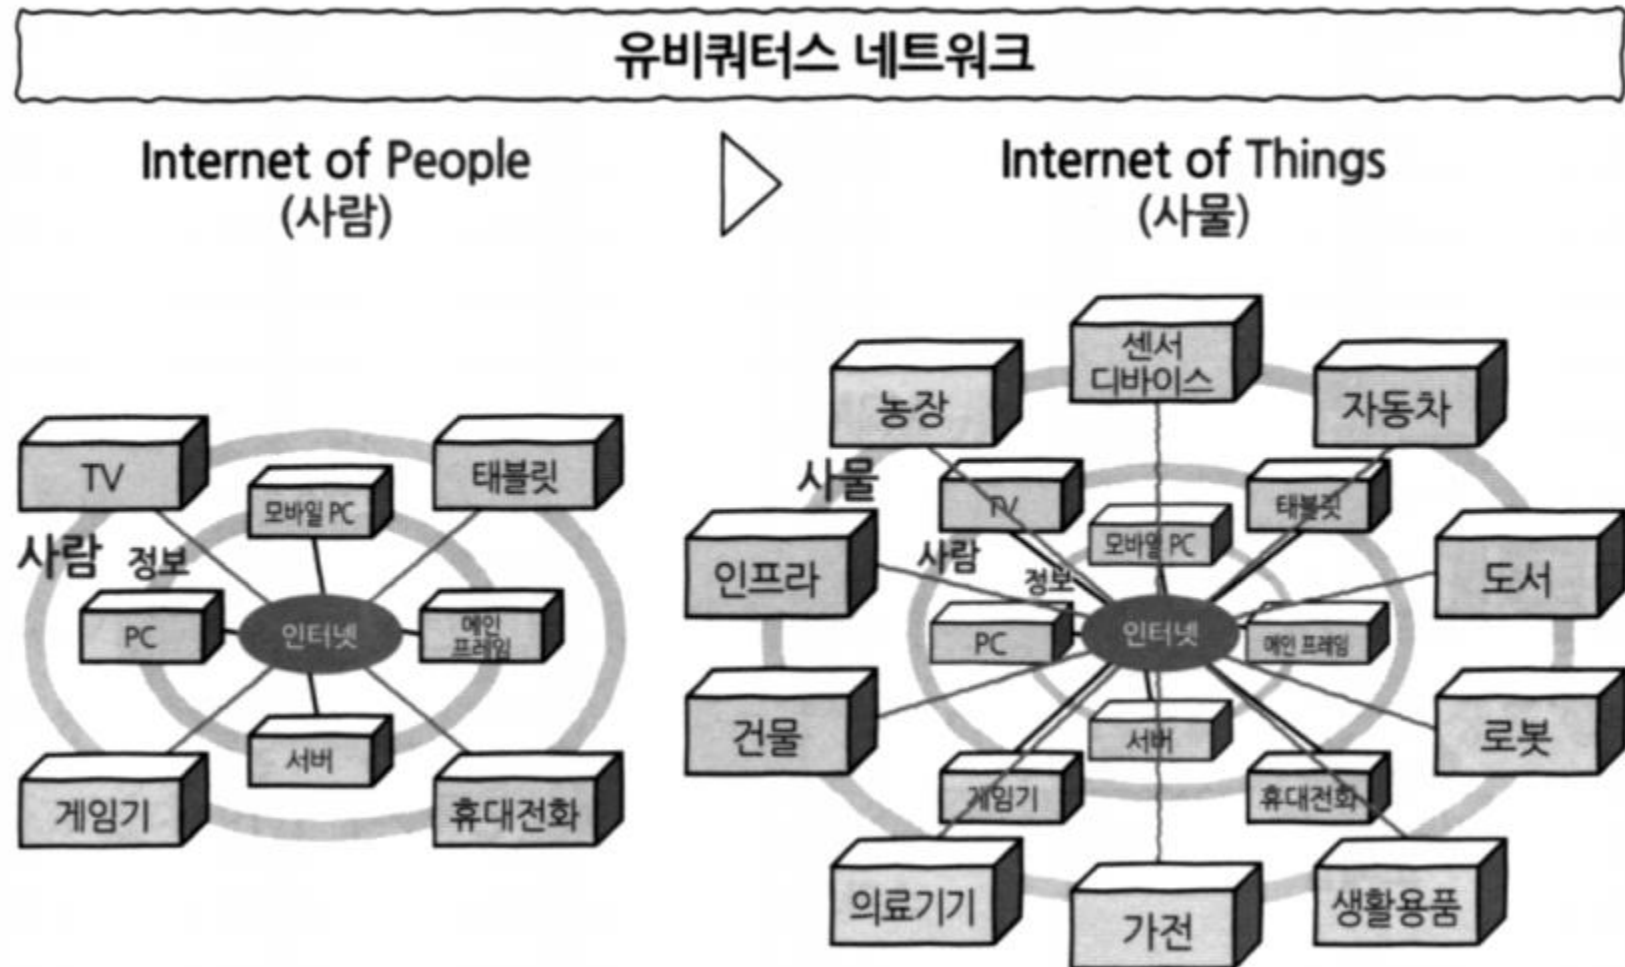 유비쿼터스 네트워크
Internet of People
(사람)
Internet of Things
(사물)
TV
태블릿
모바일 PC
사람
정보
PC
인터넷
메인
프레임
서버
게임기
휴대전화
센서
디바이스
농장
자동차
사물
TV
태블릿
모바일 PC
인프라
사람
정보
도서
PC
인터넷
메인 프레임
건물
서버
로봇
게임기
휴대전화
의료기기
가전
생활용품